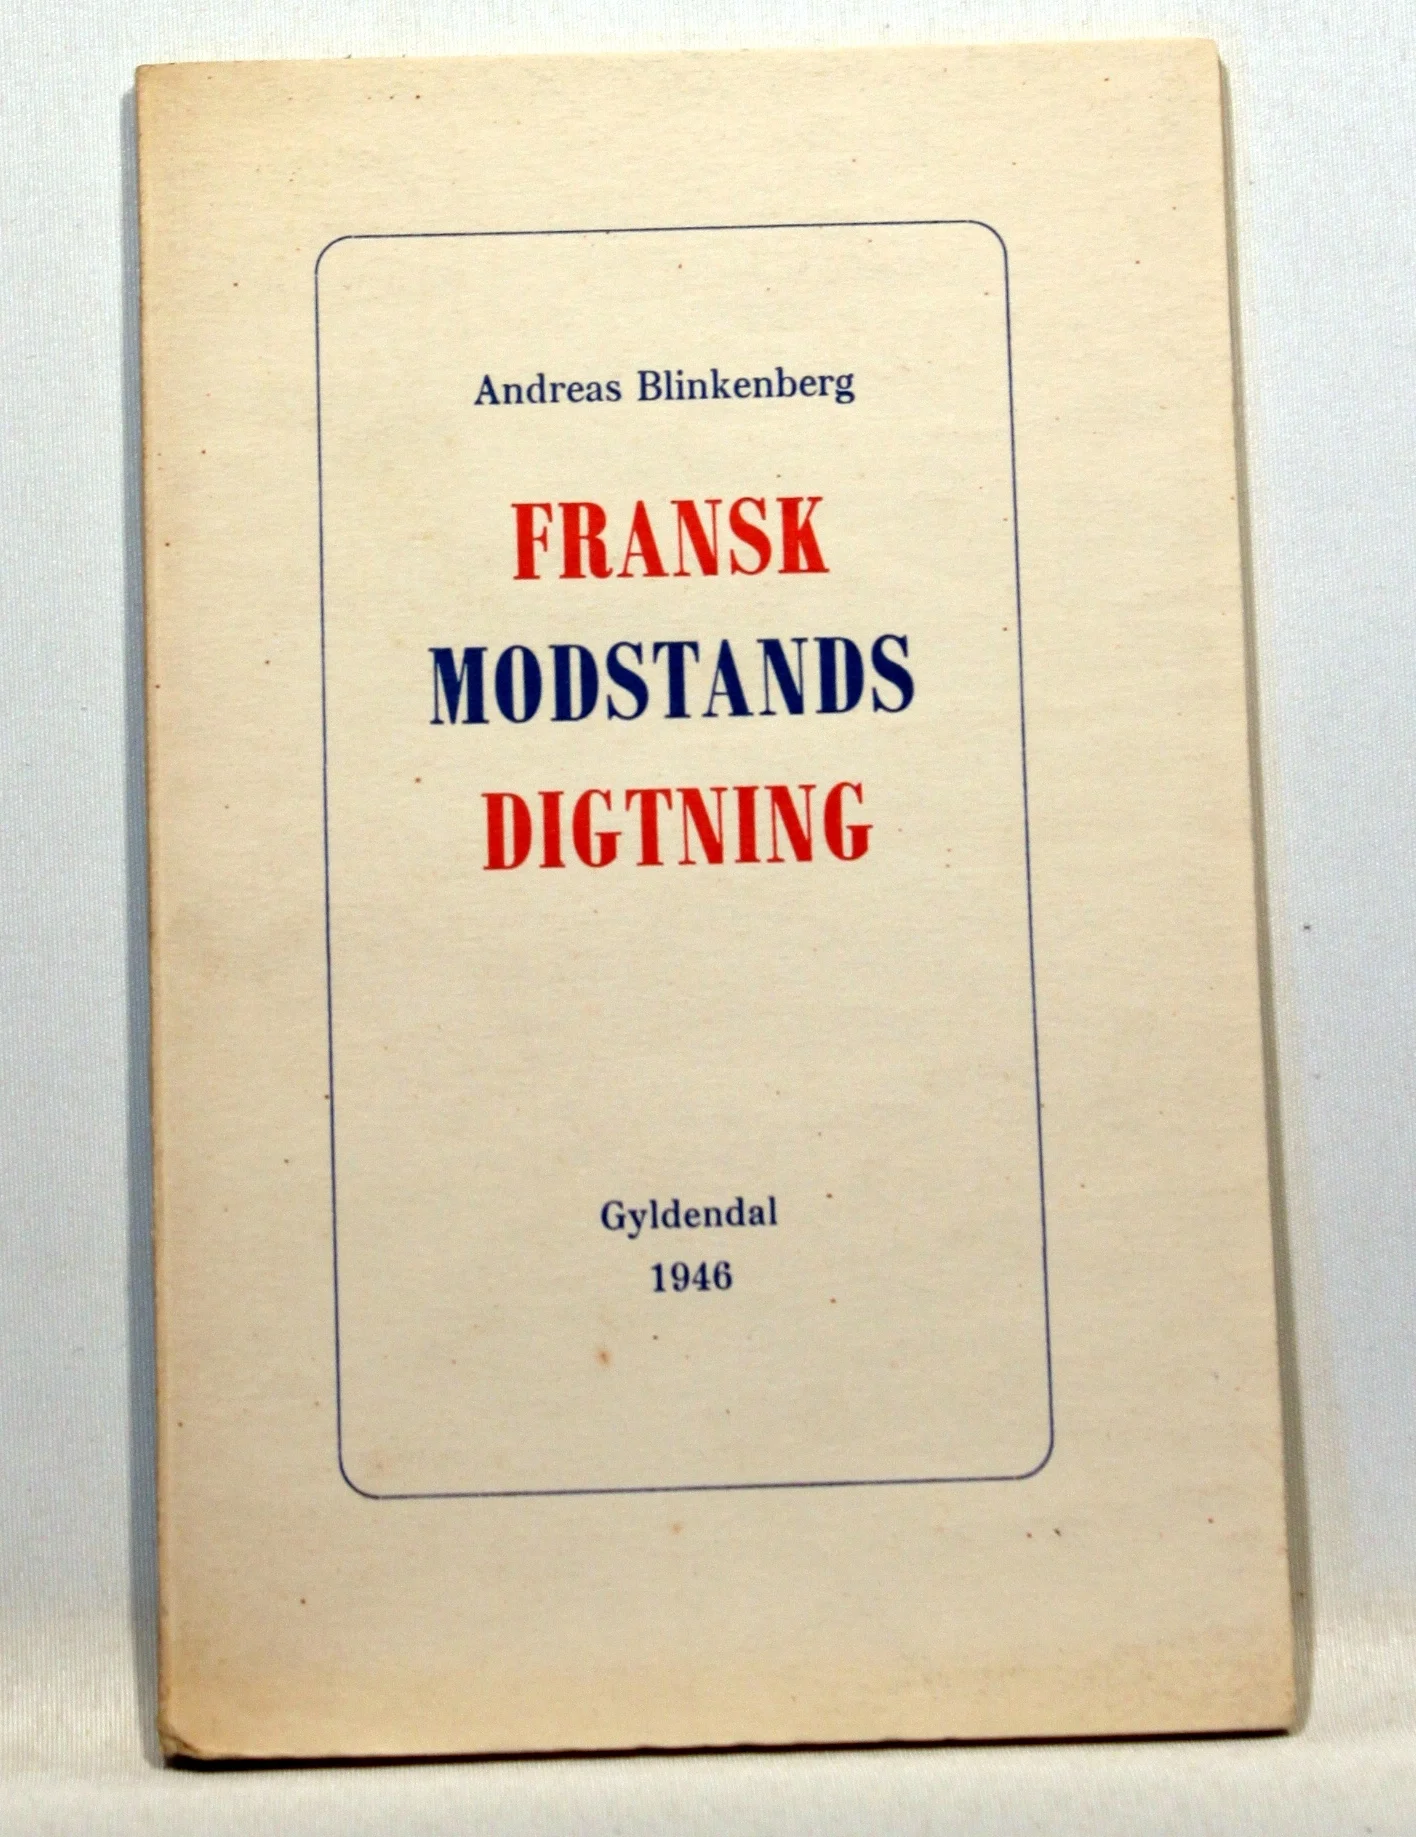 Andreas Blinkenberg
FRANSK
MODSTANDS
DIGTNING
Gyldendal
1946